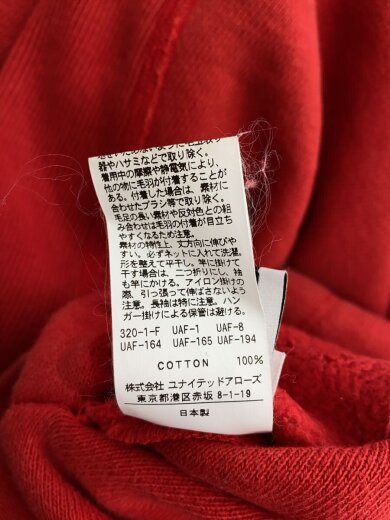 器やハサミなどで取り除く。
着用中の摩擦や静電気により、
他の物に毛羽が付着することが
ある。付着した場合は、素材に
合わせたブラシ等で取り除く。
毛足の長い素材や反対色との組
み合わせは毛羽の付着が目立ち
やすくなるため注意。
素材の特性上、丈方向に伸びや
すい。必ずネットに入れて洗濯。
形を整えて平干し。竿に掛けて
干す場合は、二つ折りにし、袖
も竿にかける。アイロン掛けの
際、引っ張って伸ばさないよう
注意。長袖は特に注意。ハン
ガー掛けによる保管は避ける。
320-1-F UAF-1 UAF-8
UAF-164 UAF-165 UAF-194
COTTON 100%
株式会社 ユナイテッドアローズ
東京都港区赤坂 8-1-19
日本製